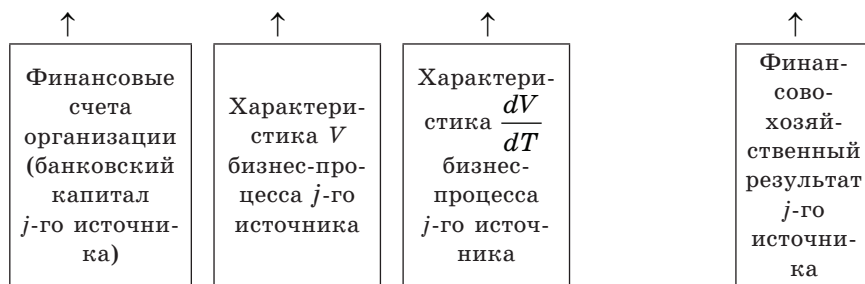 Финансовые
счета
организации
(банковский
капитал
j-го источни-
ка)
Характери-
стика V
бизнес-про-
цесса j-го
источника
Характери-
стика dV/dT
бизнес-
процесса
j-го источ-
ника
Финан-
сово-
хозяй-
ственный
результат
j-го
источни-
ка